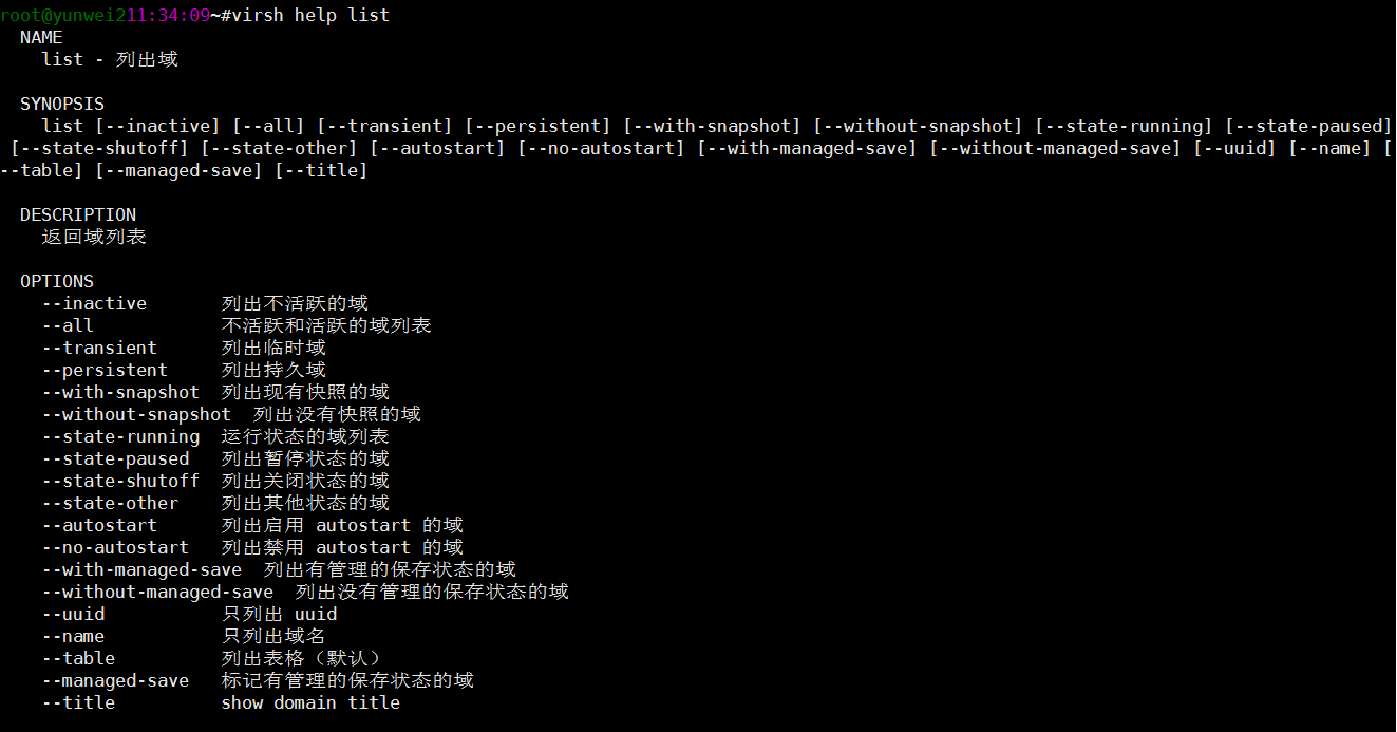 root@yunwei211:34:09~#virsh help list
NAME
list - 列出域
SYNOPSIS
list [--inactive] [--all] [--transient] [--persistent] [--with-snapshot] [--without-snapshot] [--state-running] [--state-paused]
[--state-shutoff] [--state-other] [--autostart] [--no-autostart] [--with-managed-save] [--without-managed-save] [--uuid] [--name] [
--table] [--managed-save] [--title]
DESCRIPTION
返回域列表
OPTIONS
--inactive 列出不活跃的域
--all 不活跃和活跃的域列表
--transient 列出临时域
--persistent 列出持久域
--with-snapshot 列出现有快照的域
--without-snapshot 列出没有快照的域
--state-running 运行状态的域列表
--state-paused 列出暂停状态的域
--state-shutoff 列出关闭状态的域
--state-other 列出其他状态的域
--autostart 列出启用 autostart 的域
--no-autostart 列出禁用 autostart 的域
--with-managed-save 列出有管理的保存状态的域
--without-managed-save 列出没有管理的保存状态的域
--uuid 只列出 uuid
--name 只列出域名
--table 列出表格（默认）
--managed-save 标记有管理的保存状态的域
--title show domain title